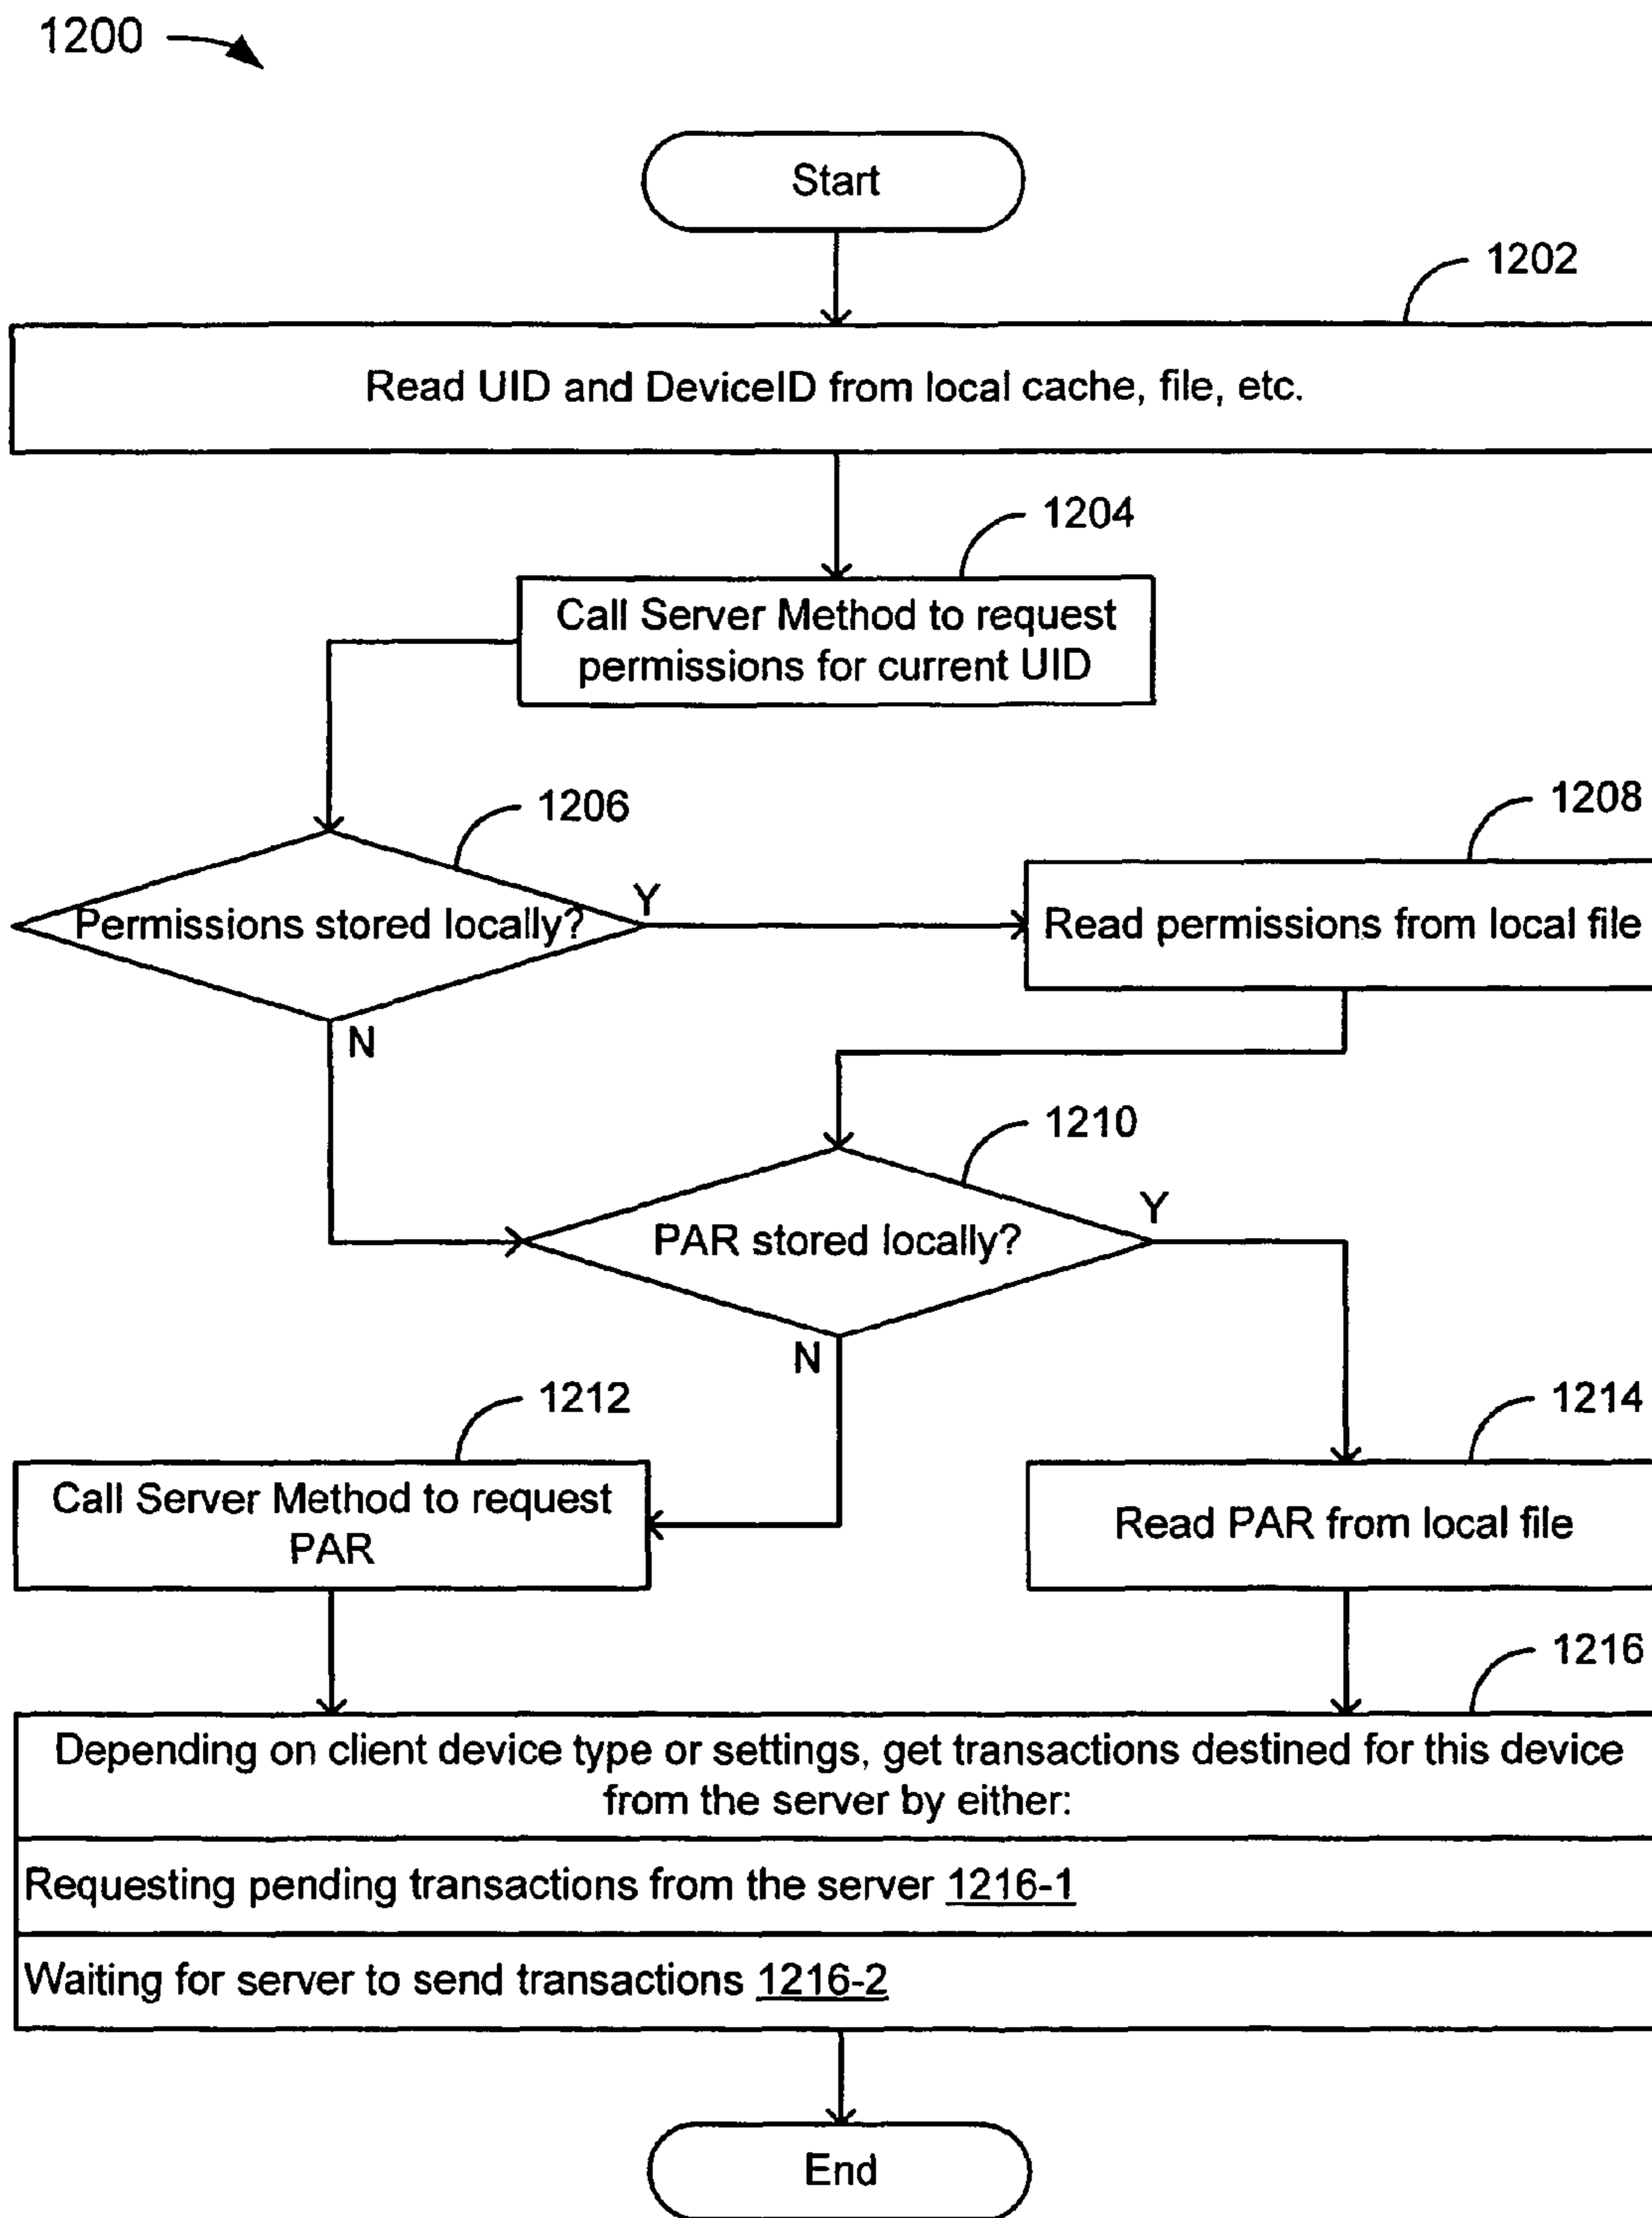 1200
Start
1202
Read UID and DeviceID from local cache, file, etc.
1204
Call Server Method to request
permissions for current UID
1206
1208
Permissions stored locally?
Y
Read permissions from local file
N
1210
PAR stored locally?
Y
N
1212
1214
Call Server Method to request
PAR
Read PAR from local file
1216
Depending on client device type or settings, get transactions destined for this device
from the server by either:
Requesting pending transactions from the server 1216-1
Waiting for server to send transactions 1216-2
End